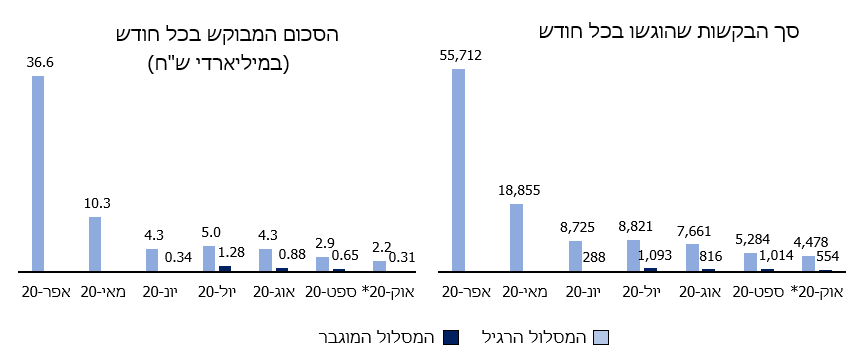 סך הבקשות שהוגשו בכל חודש
55,712
18,855
8,725
288
8,821
1,093
7,661
816
5,284
1,014
4,478
554
אפר-20
מאי-20
יונ-20
יול-20
אוג-20
ספט-20
אוק-20*
הסכום המבוקש בכל חודש
(במיליארדי ש"ח)
36.6
10.3
4.3
0.34
5.0
1.28
4.3
0.88
2.9
0.65
2.2
0.31
אפר-20
מאי-20
יונ-20
יול-20
אוג-20
ספט-20
אוק-20*
המסלול הרגיל
המסלול המוגבר